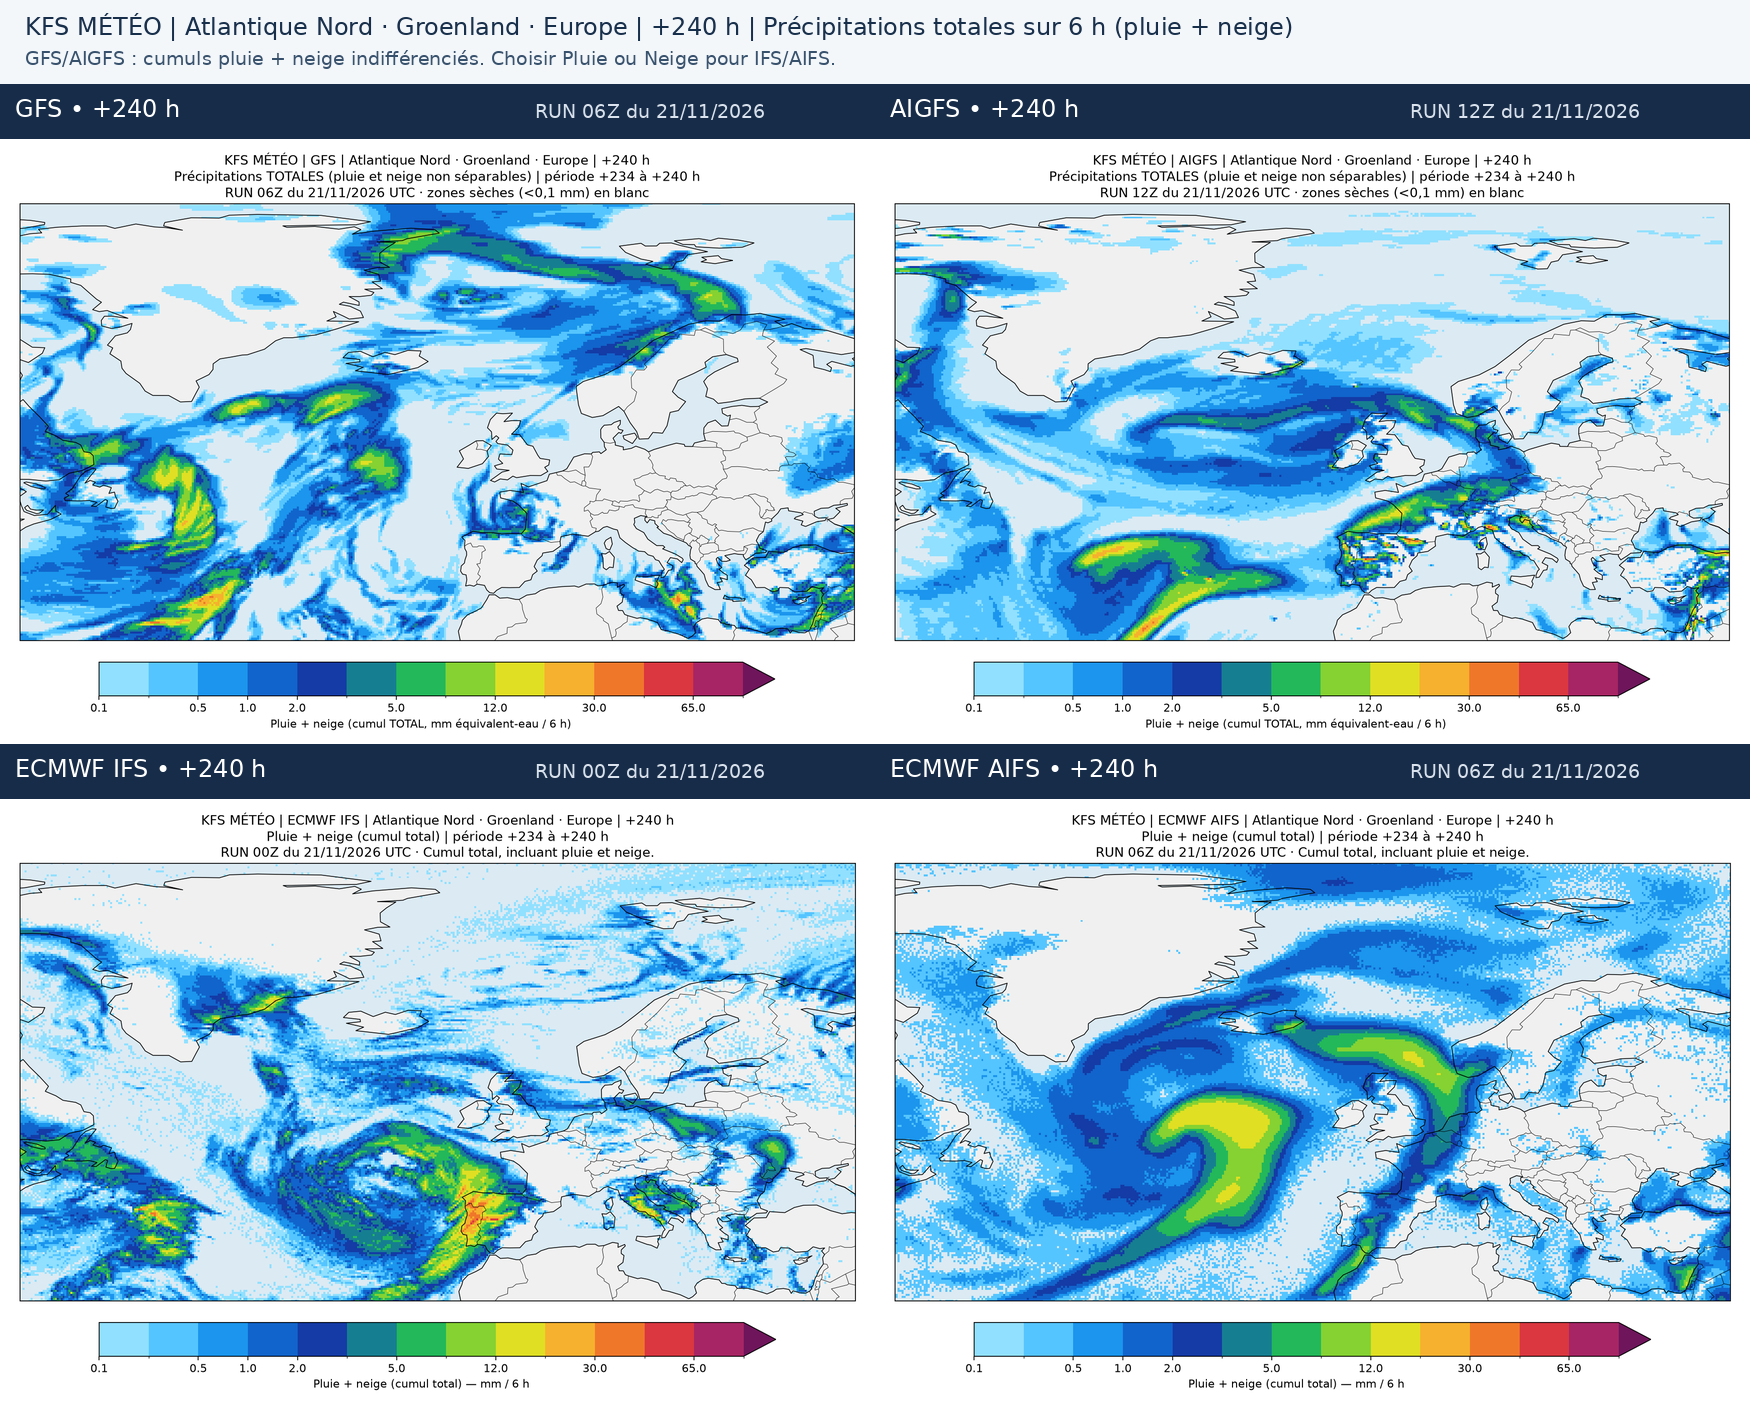 KFS MÉTÉO | Atlantique Nord · Groenland · Europe | +240 h | Précipitations totales sur 6 h (pluie + neige)
GFS/AIGFS : cumuls pluie + neige indifférenciés. Choisir Pluie ou Neige pour IFS/AIFS.
GFS • +240 h
RUN 06Z du 21/11/2026
KFS MÉTÉO | GFS | Atlantique Nord · Groenland · Europe | +240 h
Précipitations TOTALES (pluie et neige non séparables) | période +234 à +240 h
RUN 06Z du 21/11/2026 UTC · zones sèches (<0,1 mm) en blanc
0.1 0.5 1.0 2.0 5.0 12.0 30.0 65.0
Pluie + neige (cumul TOTAL, mm équivalent-eau / 6 h)
AIGFS • +240 h
RUN 12Z du 21/11/2026
KFS MÉTÉO | AIGFS | Atlantique Nord · Groenland · Europe | +240 h
Précipitations TOTALES (pluie et neige non séparables) | période +234 à +240 h
RUN 12Z du 21/11/2026 UTC · zones sèches (<0,1 mm) en blanc
0.1 0.5 1.0 2.0 5.0 12.0 30.0 65.0
Pluie + neige (cumul TOTAL, mm équivalent-eau / 6 h)
ECMWF IFS • +240 h
RUN 00Z du 21/11/2026
KFS MÉTÉO | ECMWF IFS | Atlantique Nord · Groenland · Europe | +240 h
Pluie + neige (cumul total) | période +234 à +240 h
RUN 00Z du 21/11/2026 UTC · Cumul total, incluant pluie et neige.
0.1 0.5 1.0 2.0 5.0 12.0 30.0 65.0
Pluie + neige (cumul total) — mm / 6 h
ECMWF AIFS • +240 h
RUN 06Z du 21/11/2026
KFS MÉTÉO | ECMWF AIFS | Atlantique Nord · Groenland · Europe | +240 h
Pluie + neige (cumul total) | période +234 à +240 h
RUN 06Z du 21/11/2026 UTC · Cumul total, incluant pluie et neige.
0.1 0.5 1.0 2.0 5.0 12.0 30.0 65.0
Pluie + neige (cumul total) — mm / 6 h